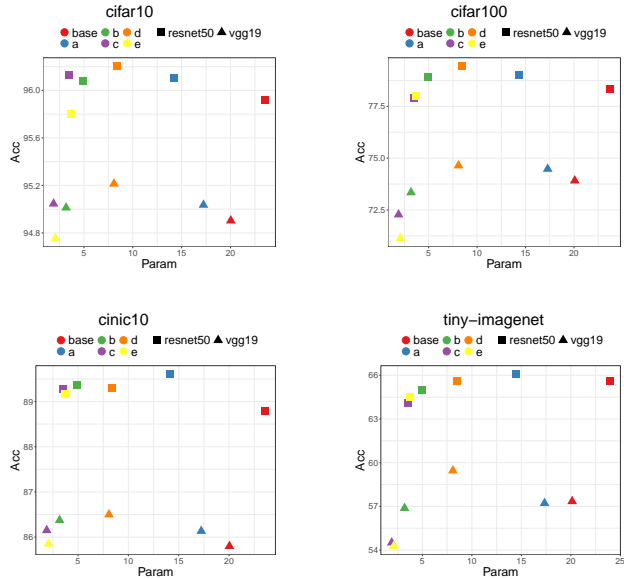 cifar10
base b d resnet50 vgg19
a c e
96.0
95.6
95.2
94.8
5 10 15 20
Acc
Param
cifar100
base b d resnet50 vgg19
a c e
77.5
75.0
72.5
5 10 15 20
Acc
Param
cinic10
base b d resnet50 vgg19
a c e
89
88
87
86
5 10 15 20
Acc
Param
tiny-imagenet
base b d resnet50 vgg19
a c e
66
63
60
57
54
5 10 15 20 25
Acc
Param